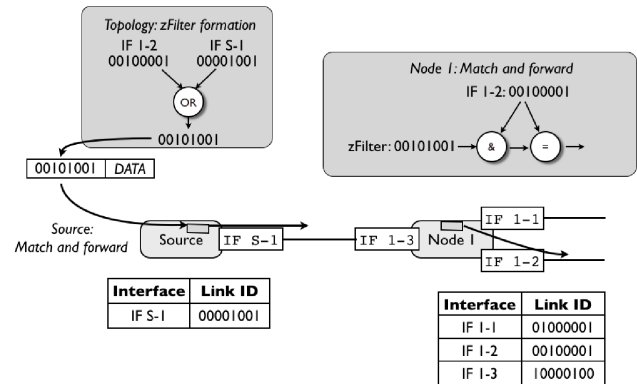 Topology: zFilter formation
IF 1-2 IF S-1
00100001 00001001
OR
00101001
00101001 DATA
Node 1: Match and forward
IF 1-2: 00100001
zFilter: 00101001 & =
Source:
Match and forward
Source IF S-1 IF 1-3 Node 1 IF 1-1
IF 1-2
Interface Link ID
IF S-1 00001001
Interface Link ID
IF 1-1 01000001
IF 1-2 00100001
IF 1-3 10000100